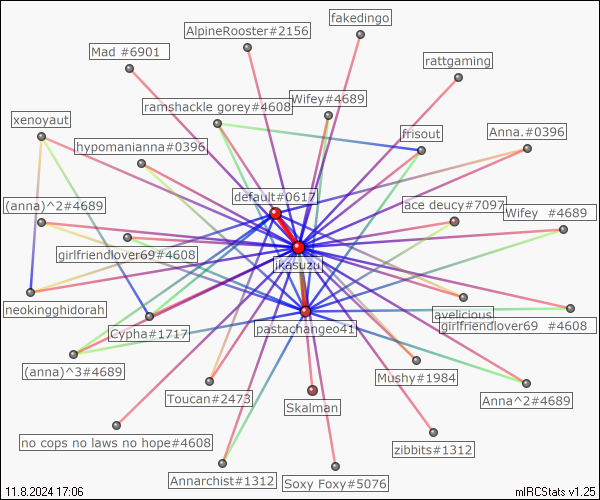 fakedingo
AlpineRooster#2156
Mad #6901
rattgaming
Wifey#4689
ramshackle gorey#4608
xenoyaut
frisout
Anna.#0396
hypomanianna#0396
default#0617
(anna)^2#4689
ace deucy#7097
Wifey #4689
girlfriendlover69#4608
ikasuzu
neokingghidorah
avelicious
Cypha#1717
pastachangeo41
girlfriendlover69 #4608
(anna)^3#4689
Mushy#1984
Toucan#2473
Skalman
Anna^2#4689
no cops no laws no hope#4608
zibbits#1312
Annarchist#1312
Soxy Foxy#5076
11.8.2024 17:06
mIRCStats v1.25